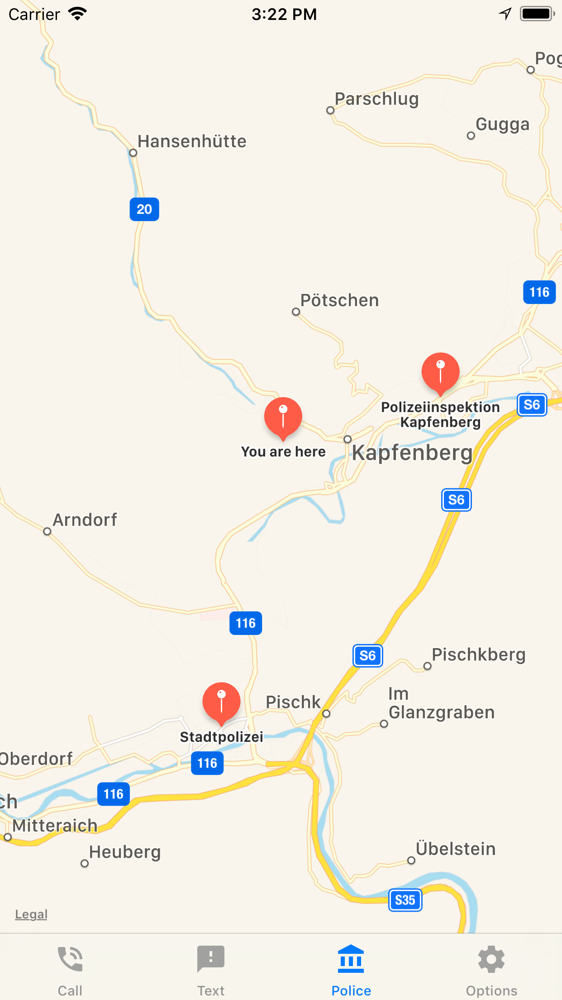 Carrier
3:22 PM
Pog
Parschlug
Gugga
Hansenhütte
20
116
Pötschen
Polizeiinspektion
Kapfenberg
S6
You are here
Kapfenberg
S6
Arndorf
116
S6
Pischkberg
Im
Glanzgraben
Pischk
Stadtpolizei
Oberdorf
116
116
ch
Mitteraich
Heuberg
Übelstein
S35
Legal
Call
Text
Police
Options